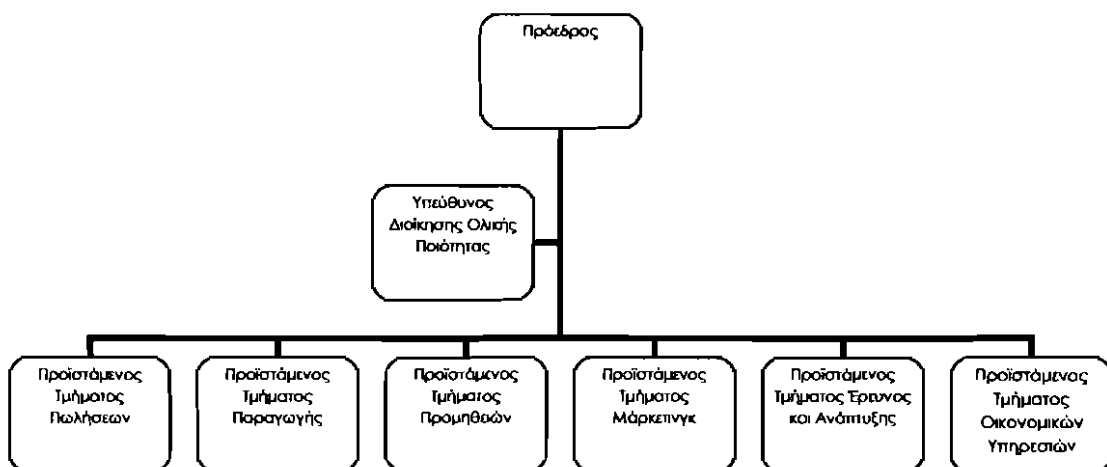 Πρόεδρος
Υπεύθυνος
Διοίκησης Ολικής
Ποιότητας
Προϊστάμενος
Τμήματος
Πωλήσεων
Προϊστάμενος
Τμήματος
Παραγωγής
Προϊστάμενος
Τμήματος
Προμηθειών
Προϊστάμενος
Τμήματος
Μάρκετινγκ
Προϊστάμενος
Τμήματος Έρευνος
και Ανάπτυξης
Προϊστάμενος
Τμήματος
Οικονομικών
Υπηρεσιών